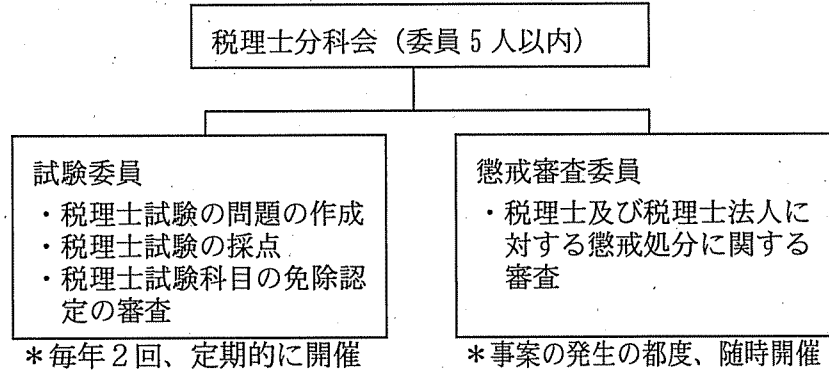 税理士分科会（委員5人以内）
試験委員
・税理士試験の問題の作成
・税理士試験の採点
・税理士試験科目の免除認
定の審査
＊毎年２回、定期的に開催
懲戒審査委員
・税理士及び税理士法人に
対する懲戒処分に関する
審査
＊事案の発生の都度、随時開催